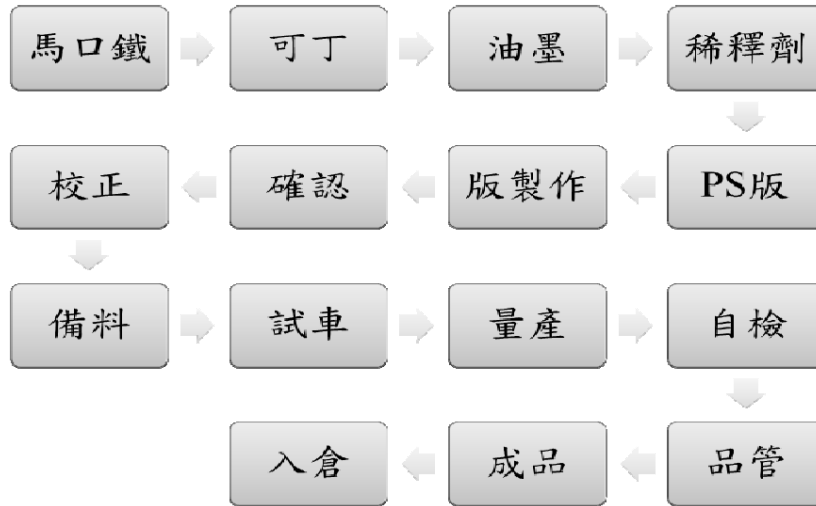 馬口鐵 可丁 油墨 稀釋劑
校正 確認 版製作 PS版
備料 試車 量產 自檢
入倉 成品 品管